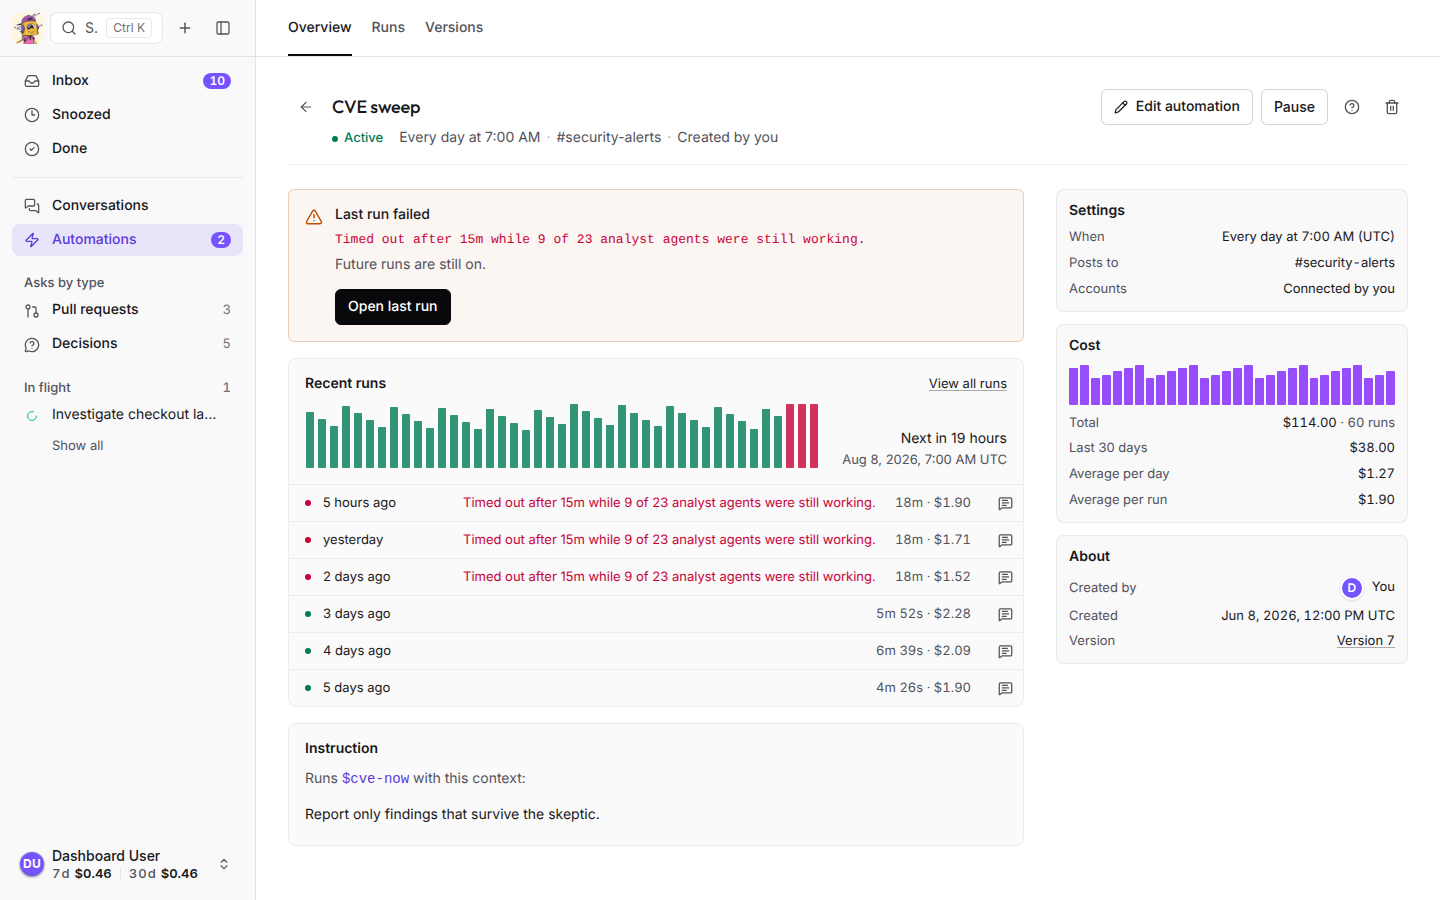 S.
Ctrl K
Inbox
10
Snoozed
Done
Conversations
Automations
2
Asks by type
Pull requests
3
Decisions
5
In flight
1
Investigate checkout la...
Show all
Dashboard User
7d $0.46
30d $0.46
Overview
Runs
Versions
CVE sweep
Active
Every day at 7:00 AM · #security-alerts · Created by you
Edit automation
Pause
Last run failed
Timed out after 15m while 9 of 23 analyst agents were still working.
Future runs are still on.
Open last run
Recent runs
View all runs
Next in 19 hours
Aug 8, 2026, 7:00 AM UTC
5 hours ago
Timed out after 15m while 9 of 23 analyst agents were still working.
18m · $1.90
yesterday
Timed out after 15m while 9 of 23 analyst agents were still working.
18m · $1.71
2 days ago
Timed out after 15m while 9 of 23 analyst agents were still working.
18m · $1.52
3 days ago
5m 52s · $2.28
4 days ago
6m 39s · $2.09
5 days ago
4m 26s · $1.90
Instruction
Runs $cve-now with this context:
Report only findings that survive the skeptic.
Settings
When
Every day at 7:00 AM (UTC)
Posts to
#security-alerts
Accounts
Connected by you
Cost
Total
$114.00 · 60 runs
Last 30 days
$38.00
Average per day
$1.27
Average per run
$1.90
About
Created by
D
You
Created
Jun 8, 2026, 12:00 PM UTC
Version
Version 7
DU